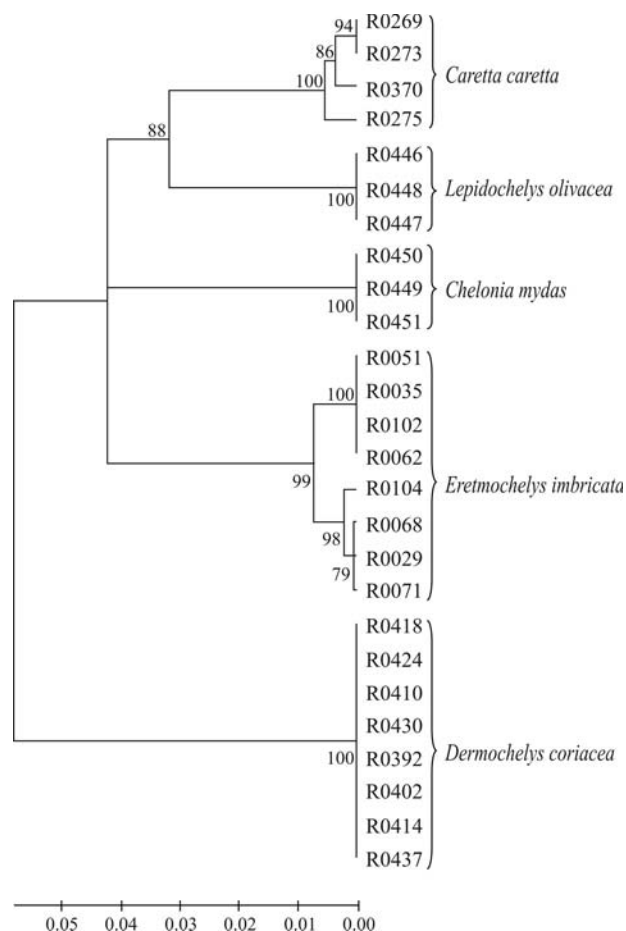 94
R0269
R0273
86
R0370
100
R0275
Caretta caretta
88
R0446
R0448
100
R0447
Lepidochelys olivacea
R0450
R0449
100
R0451
Chelonia mydas
R0051
100
R0035
R0102
R0062
99
R0104
R0068
98
R0029
79
R0071
Eretmochelys imbricata
R0418
R0424
R0410
R0430
100
R0392
R0402
R0414
R0437
Dermochelys coriacea
0.05 0.04 0.03 0.02 0.01 0.00